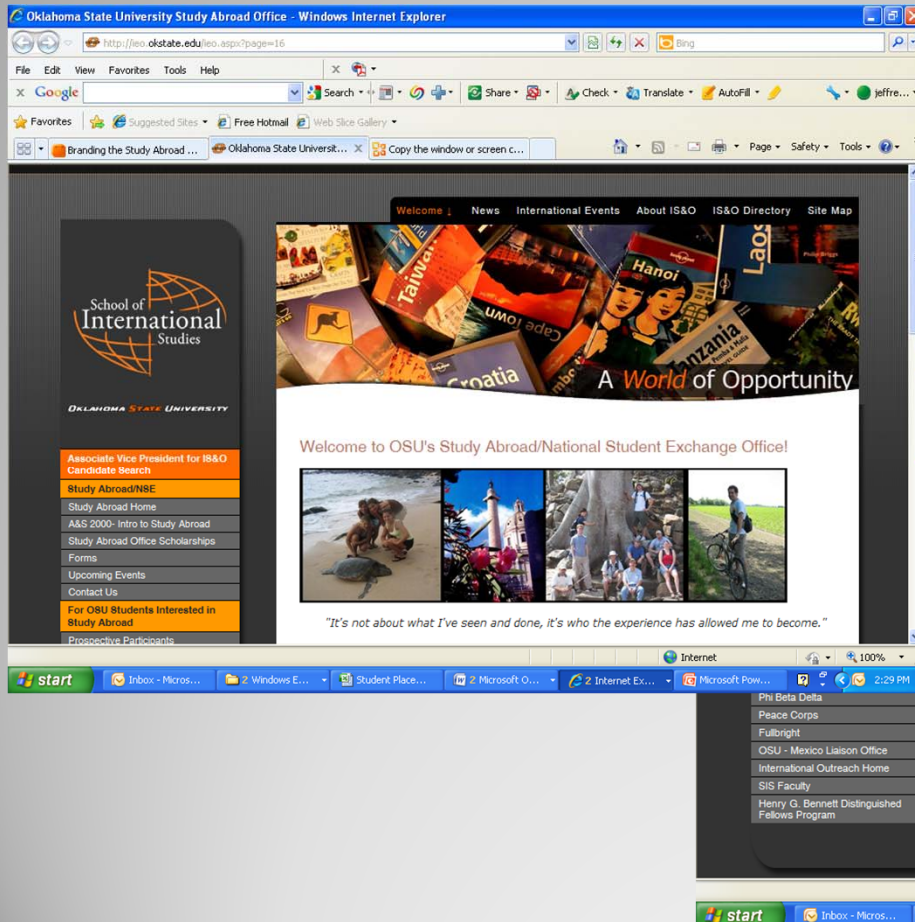 Oklahoma State University Study Abroad Office - Windows Internet Explorer
http://ieo.okstate.edu/ieo.aspx?page=16
Bing
File Edit View Favorites Tools Help
x Google Search Share Check Translate AutoFill jeffre...
Favorites Suggested Sites Free Hotmail Web Slice Gallery
Branding the Study Abroad ... Oklahoma State Universit... X Copy the window or screen c... Page Safety Tools
Welcome ↓ News International Events About IS&O IS&O Directory Site Map
Taiwan
Cape Town
Croatia
Hanoi
Laos
Tanzania
A World of Opportunity
School of
International
Studies
OKLAHOMA STATE UNIVERSITY
Associate Vice President for IS&O
Candidate Search
Study Abroad/NSE
Study Abroad Home
A&S 2000- Intro to Study Abroad
Study Abroad Office Scholarships
Forms
Upcoming Events
Contact Us
For OSU Students Interested in
Study Abroad
Prospective Participants
Welcome to OSU's Study Abroad/National Student Exchange Office!
"It's not about what I've seen and done, it's who the experience has allowed me to become."
Internet 100%
start Inbox - Micros... 2 Windows E... Student Place... 2 Microsoft O... 2 Internet Ex... Microsoft Pow... 2:29 PM
Phi Beta Delta
Peace Corps
Fullbright
OSU - Mexico Liaison Office
International Outreach Home
SIS Faculty
Henry G. Bennett Distinguished
Fellows Program
start Inbox - Micros...